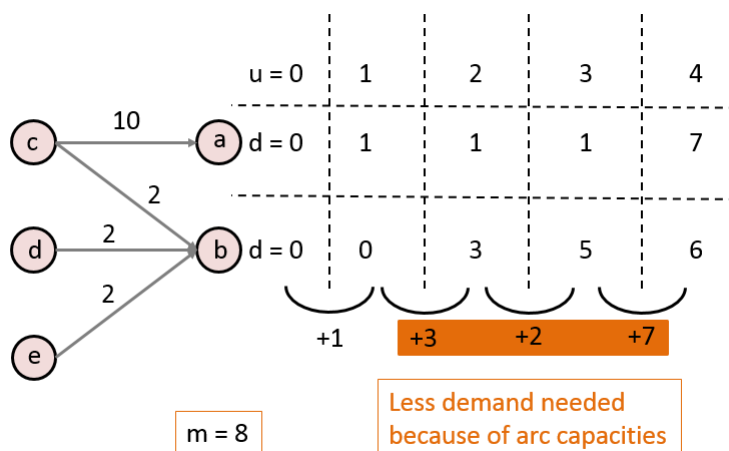 u = 0 1 2 3 4
10
c a d = 0 1 1 1 7
2
2
d b d = 0 0 3 5 6
2
+1 +3 +2 +7
e
Less demand needed
because of arc capacities
m = 8